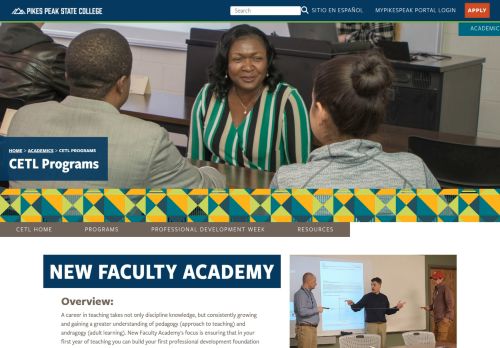 PIKES PEAK STATE COLLEGE
Search
SITIO EN ESPAÑOL
MYPIKESPEAK PORTAL LOGIN
APPLY
ACADEMIC
HOME > ACADEMICS > CETL PROGRAMS
CETL Programs
CETL HOME
PROGRAMS
PROFESSIONAL DEVELOPMENT WEEK
RESOURCES
NEW FACULTY ACADEMY
Overview:
A career in teaching takes not only discipline knowledge, but consistently growing
and gaining a greater understanding of pedagogy (approach to teaching) and
andragogy (adult learning). New Faculty Academy's focus is ensuring that in your
first year of teaching you can build your first professional development foundation